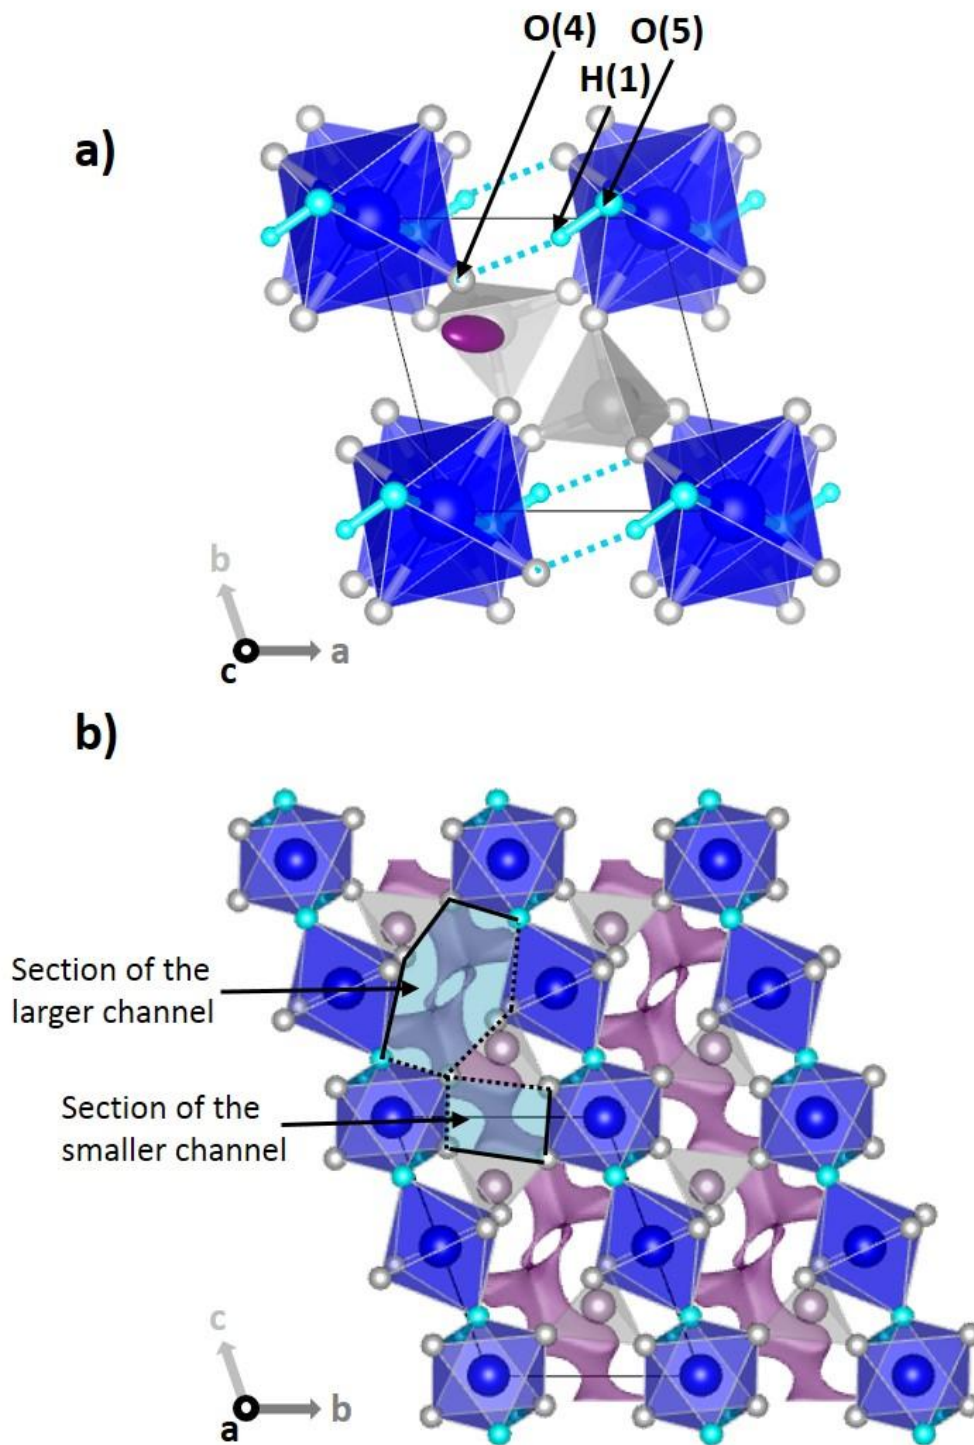 O(4)
O(5)
H(1)
a)
b
c
a
b)
Section of the
larger channel
Section of the
smaller channel
c
a
b